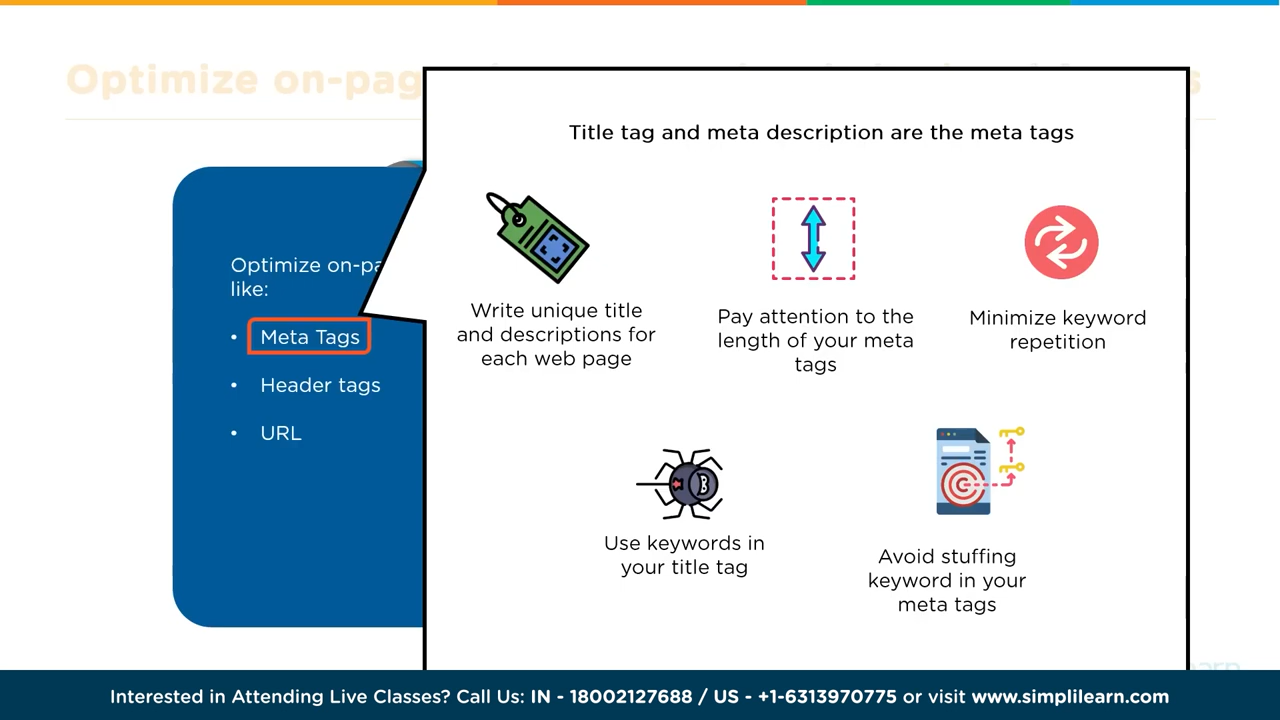 Optimize on-pag
Title tag and meta description are the meta tags
Optimize on-pa
like:
• Meta Tags
• Header tags
• URL
Write unique title
and descriptions for
each web page
Pay attention to the
length of your meta
tags
Minimize keyword
repetition
Use keywords in
your title tag
Avoid stuffing
keyword in your
meta tags
Interested in Attending Live Classes? Call Us: IN - 18002127688 / US - +1-6313970775 or visit www.simplilearn.com